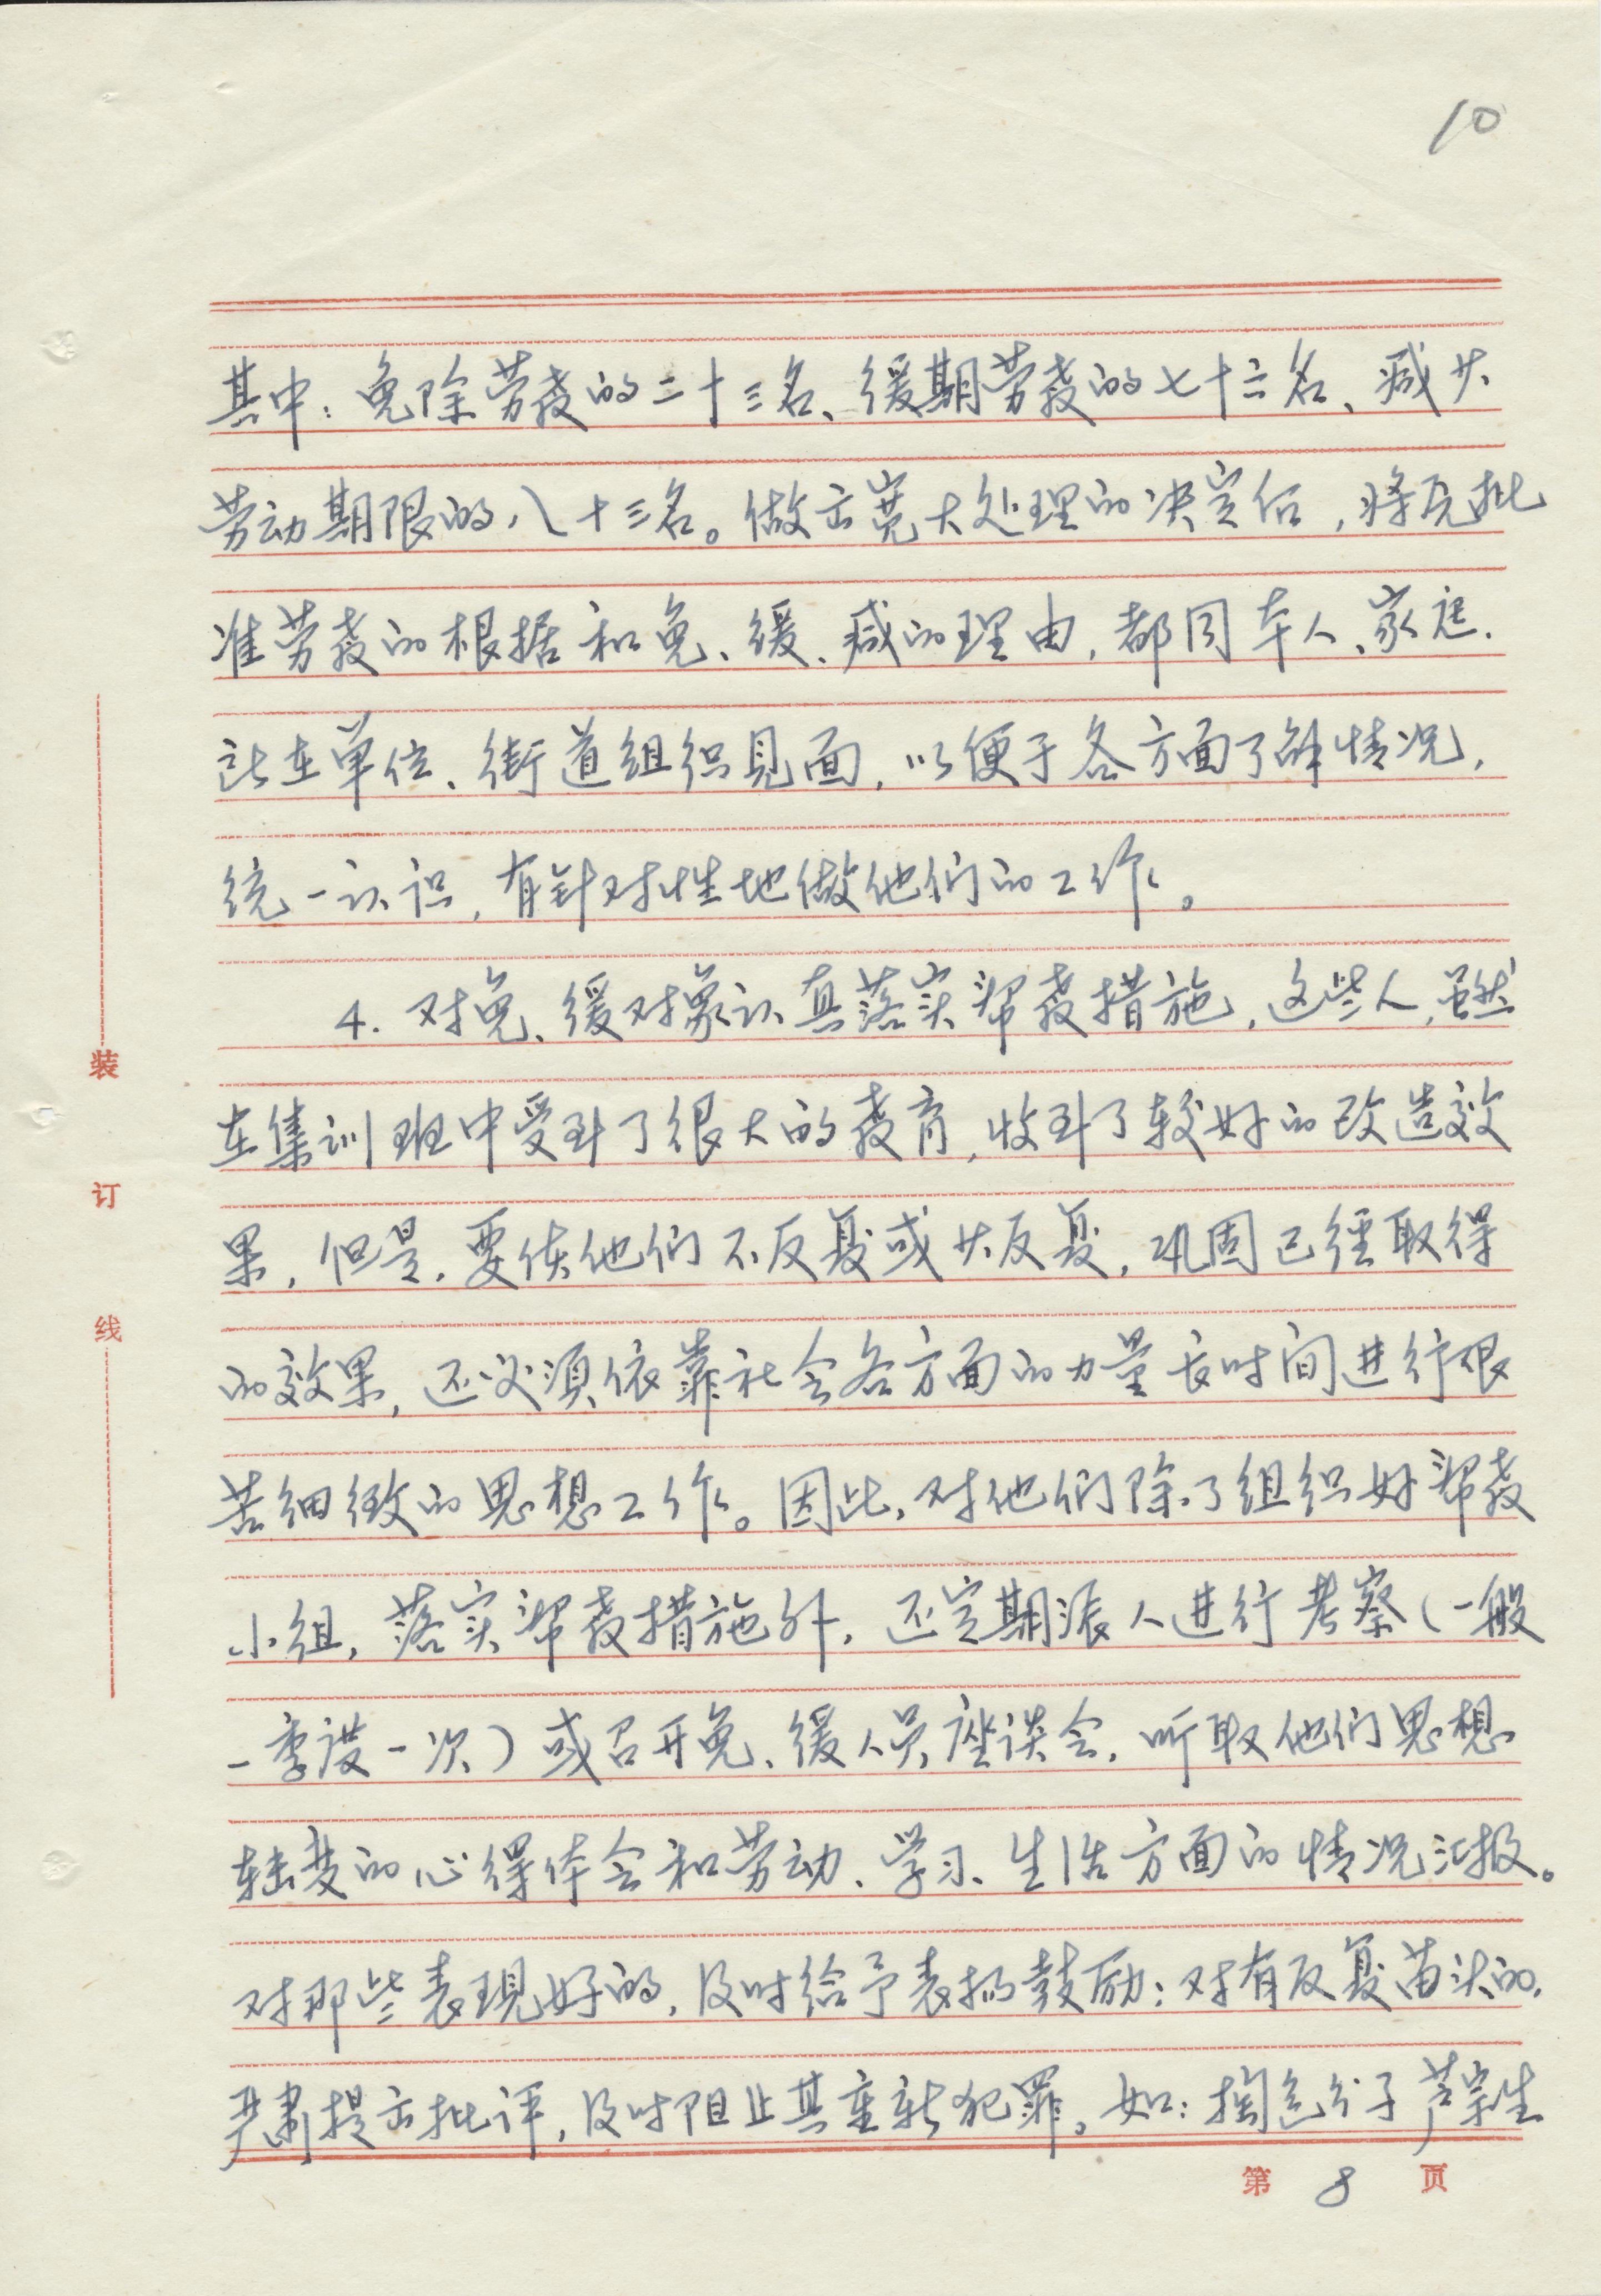 10
其中：免除劳教的二十三名、缓期劳教的七十六名、减少
劳动期限的八十三名。做出宽大处理的决定后，将原批
准劳教的根据和免、缓、减的理由，都同本人、家庭、
所在单位、街道组织见面，以便于各方面了解情况，
统一认识，有针对性地做他们的工作。
4. 对免、缓对象认真落实帮教措施，这些人，虽然
在集训班中受到了很大的教育，收到了较好的改造效
果，但是，要使他们不反复或少反复，巩固已经取得
的效果，还必须依靠社会各方面的力量长时间进行艰
苦细致的思想工作。因此，对他们除了组织好帮教
小组，落实帮教措施外，还定期派人进行考察（一般
一季度一次）或召开免、缓人员座谈会，听取他们思想
转变的心得体会和劳动、学习、生活方面的情况汇报。
对那些表现好的，及时给予表扬鼓励；对有反复苗头的，
严肃提出批评，及时阻止其重新犯罪。如：掏包分子芦宗生
第 8 页
装
订
线